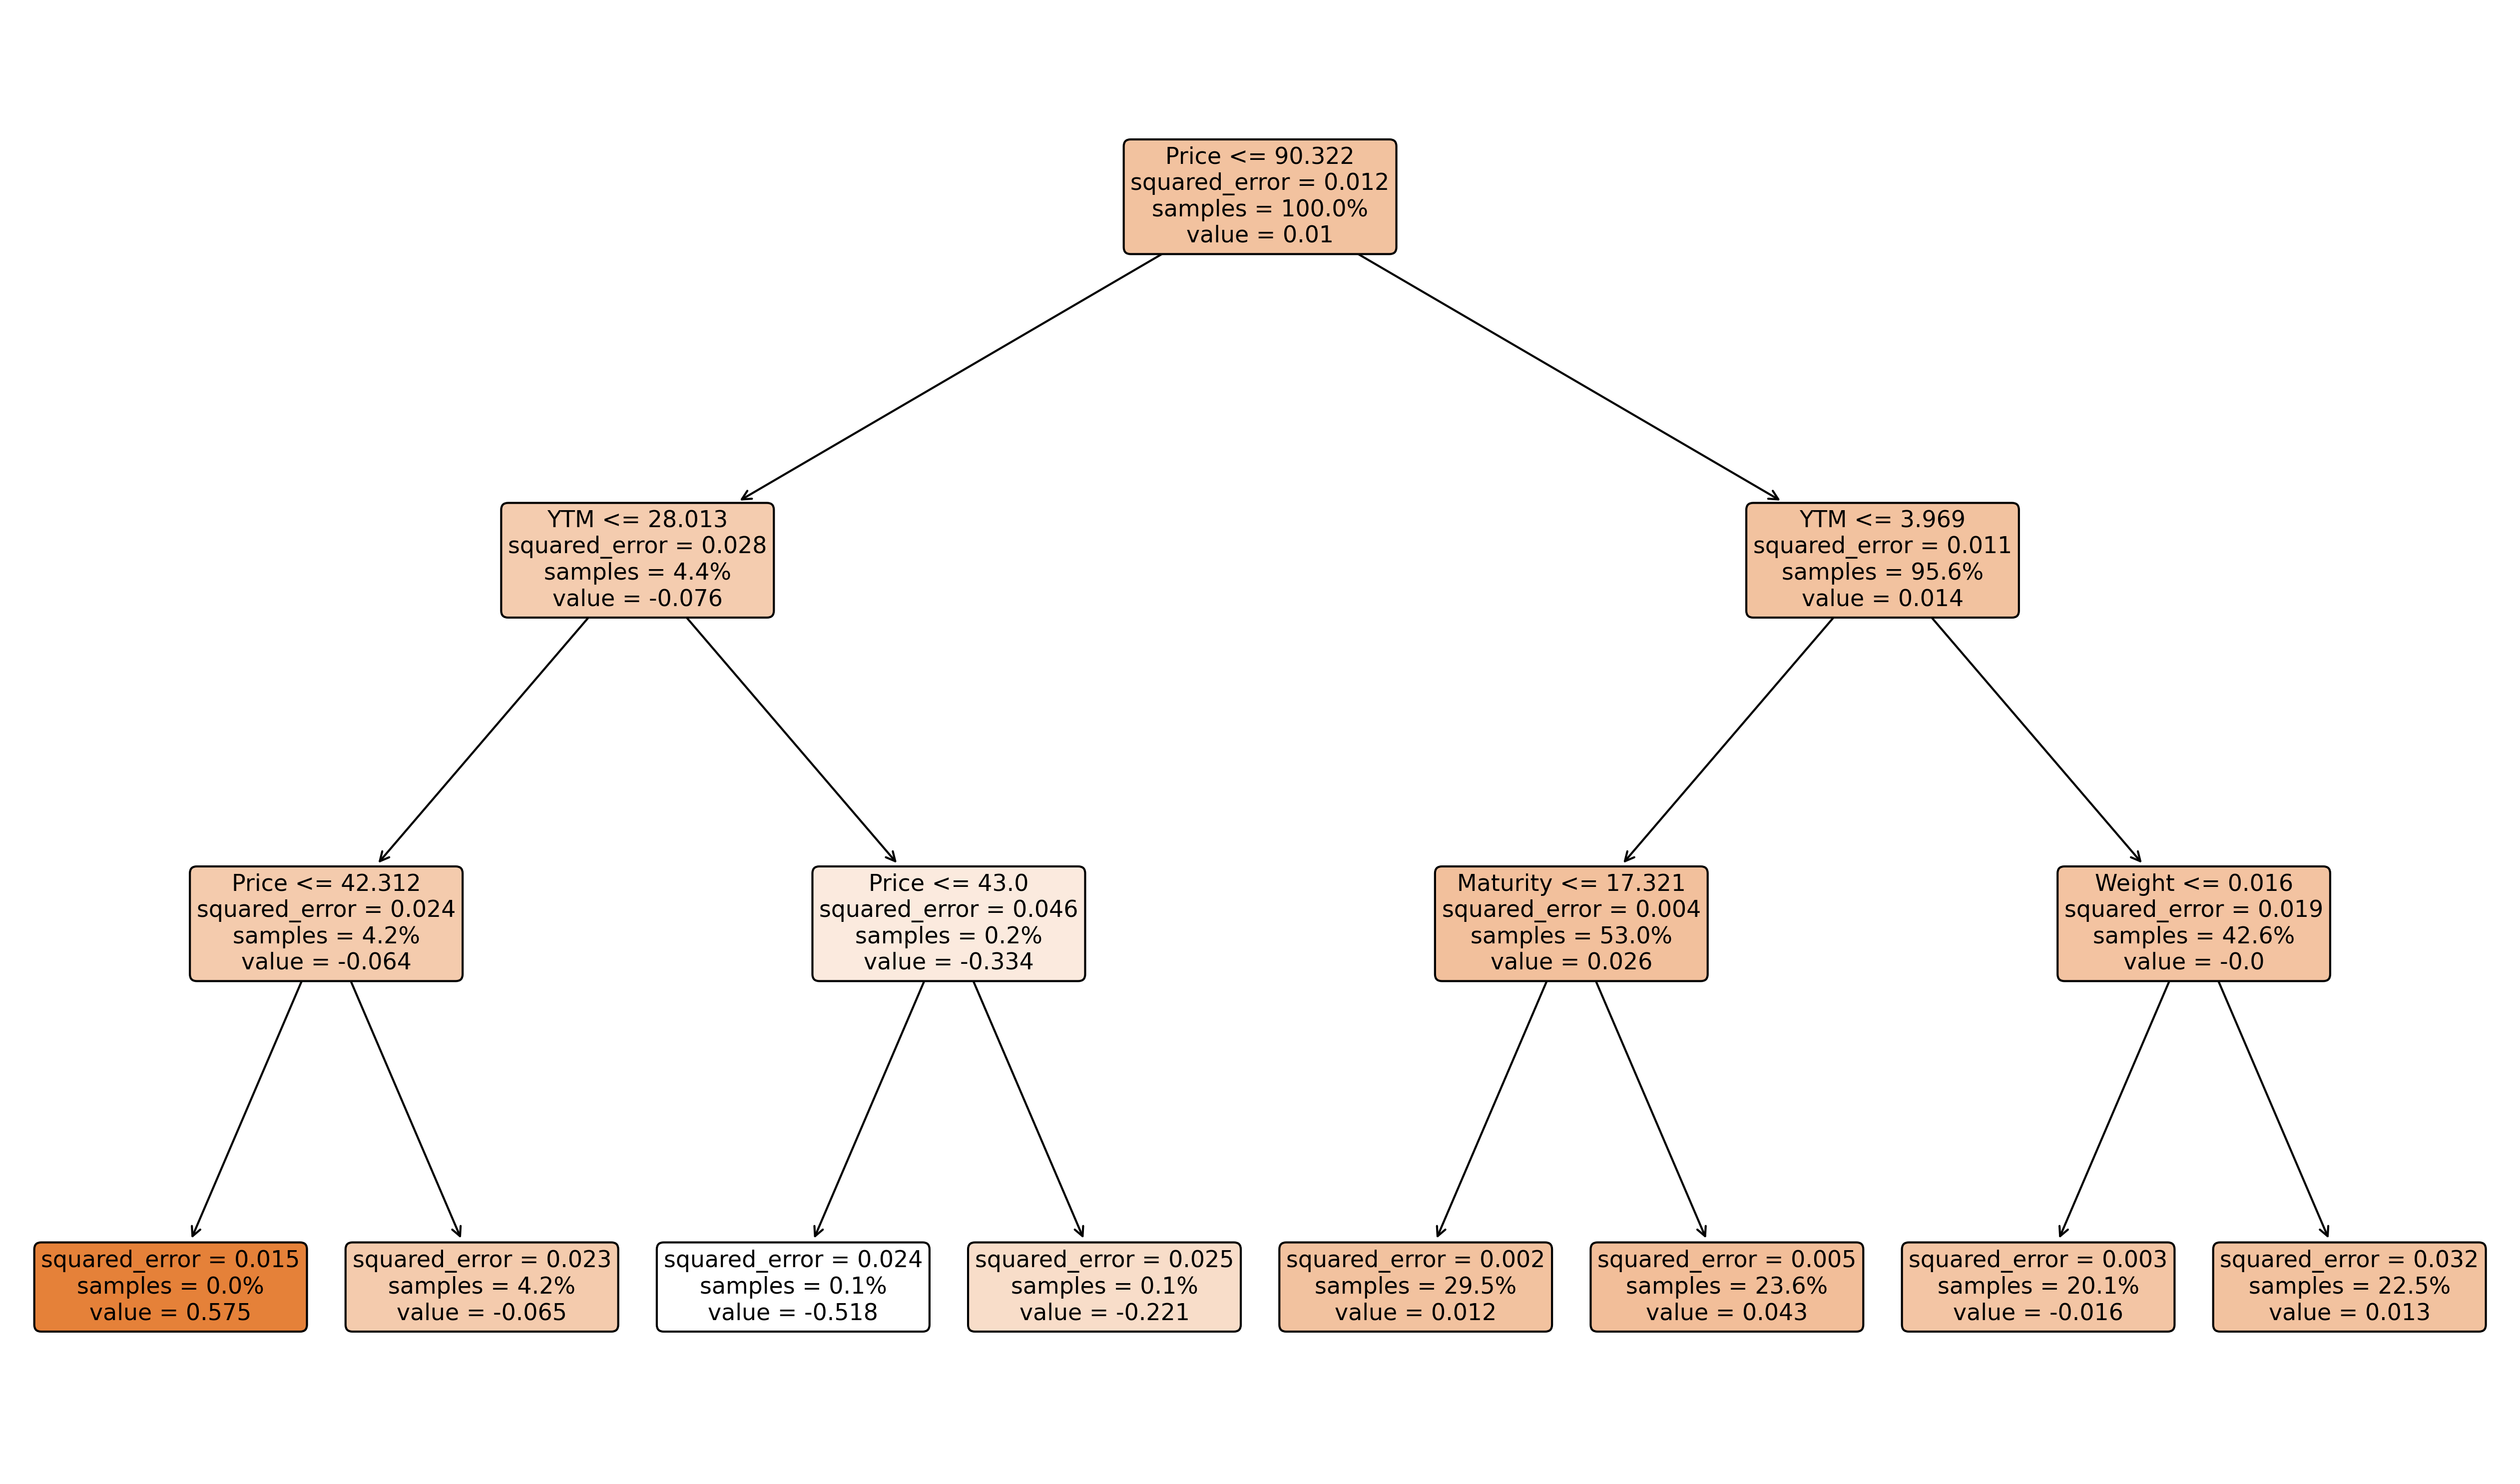 Price <= 90.322
squared_error = 0.012
samples = 100.0%
value = 0.01
YTM <= 28.013
squared_error = 0.028
samples = 4.4%
value = -0.076
YTM <= 3.969
squared_error = 0.011
samples = 95.6%
value = 0.014
Price <= 42.312
squared_error = 0.024
samples = 4.2%
value = -0.064
Price <= 43.0
squared_error = 0.046
samples = 0.2%
value = -0.334
Maturity <= 17.321
squared_error = 0.004
samples = 53.0%
value = 0.026
Weight <= 0.016
squared_error = 0.019
samples = 42.6%
value = -0.0
squared_error = 0.015
samples = 0.0%
value = 0.575
squared_error = 0.023
samples = 4.2%
value = -0.065
squared_error = 0.024
samples = 0.1%
value = -0.518
squared_error = 0.025
samples = 0.1%
value = -0.221
squared_error = 0.002
samples = 29.5%
value = 0.012
squared_error = 0.005
samples = 23.6%
value = 0.043
squared_error = 0.003
samples = 20.1%
value = -0.016
squared_error = 0.032
samples = 22.5%
value = 0.013